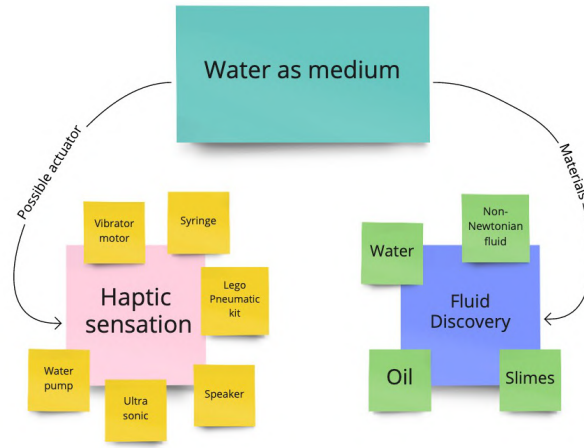 Water as medium
Possible actuator
Materials
Vibrator
motor
Syringe
Haptic
sensation
Lego
Pneumatic
kit
Water
pump
Ultra
sonic
Speaker
Water
Non-
Newtonian
fluid
Fluid
Discovery
Oil
Slimes